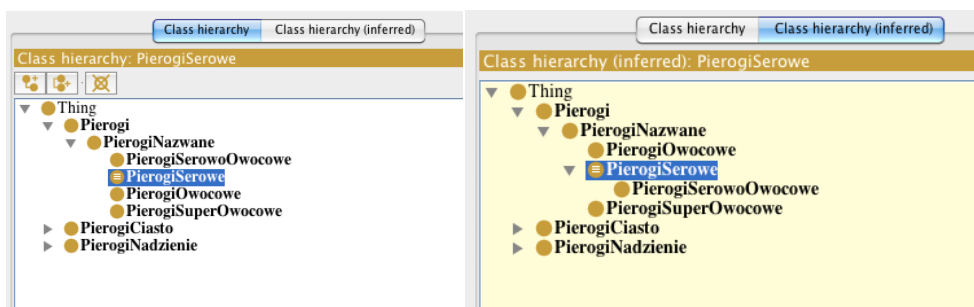 Class hierarchy Class hierarchy (inferred)
Class hierarchy: PierogiSerowe
Thing
Pierogi
PierogiNazwane
PierogiSerowoOwocowe
PierogiSerowe
PierogiOwocowe
PierogiSuperOwocowe
PierogiCiasto
PierogiNadzienie
Class hierarchy Class hierarchy (inferred)
Class hierarchy (inferred): PierogiSerowe
Thing
Pierogi
PierogiNazwane
PierogiOwocowe
PierogiSerowe
PierogiSerowoOwocowe
PierogiSuperOwocowe
PierogiCiasto
PierogiNadzienie